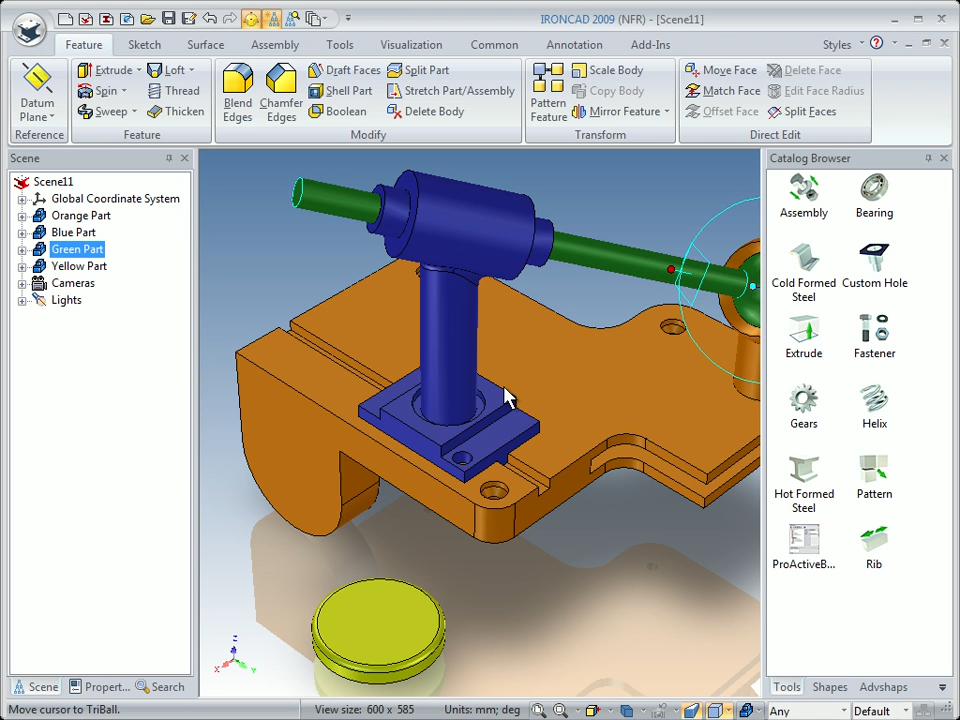 IRONCAD 2009 (NFR) - [Scene11]
Feature Sketch Surface Assembly Tools Visualization Common Annotation Add-Ins Styles
Extrude Loft Draft Faces Split Part Scale Body Move Face Delete Face
Spin Thread Shell Part Stretch Part/Assembly Copy Body Match Face Edit Face Radius
Sweep Thicken Boolean Delete Body Mirror Feature Offset Face Split Faces
Datum Plane
Blend Edges
Chamfer Edges
Pattern Feature
Reference Feature Modify Transform Direct Edit
Scene
Scene11
Global Coordinate System
Orange Part
Blue Part
Green Part
Yellow Part
Cameras
Lights
Catalog Browser
Assembly Bearing
Cold Formed Steel Custom Hole
Extrude Fastener
Gears Helix
Hot Formed Steel Pattern
ProActiveB... Rib
Z
X Y
Scene Propert... Search
Tools Shapes Advshaps
Move cursor to TriBall. View size: 600 x 585 Units: mm; deg Any Default